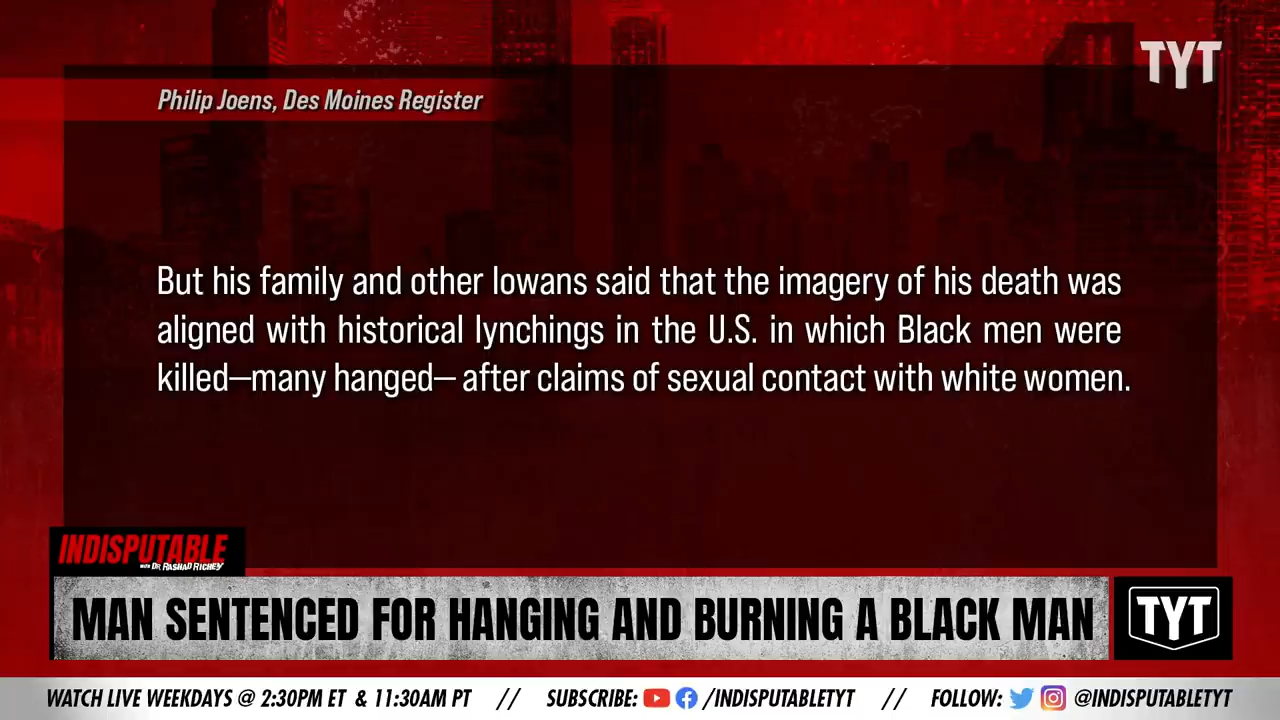 TYT
Philip Joens, Des Moines Register
But his family and other Iowans said that the imagery of his death was
aligned with historical lynchings in the U.S. in which Black men were
killed—many hanged— after claims of sexual contact with white women.
INDISPUTABLE
WITH DR. RASHAD RICHEY
MAN SENTENCED FOR HANGING AND BURNING A BLACK MAN
TYT
WATCH LIVE WEEKDAYS @ 2:30PM ET & 11:30AM PT // SUBSCRIBE: /INDISPUTABLETYT // FOLLOW: @INDISPUTABLETYT